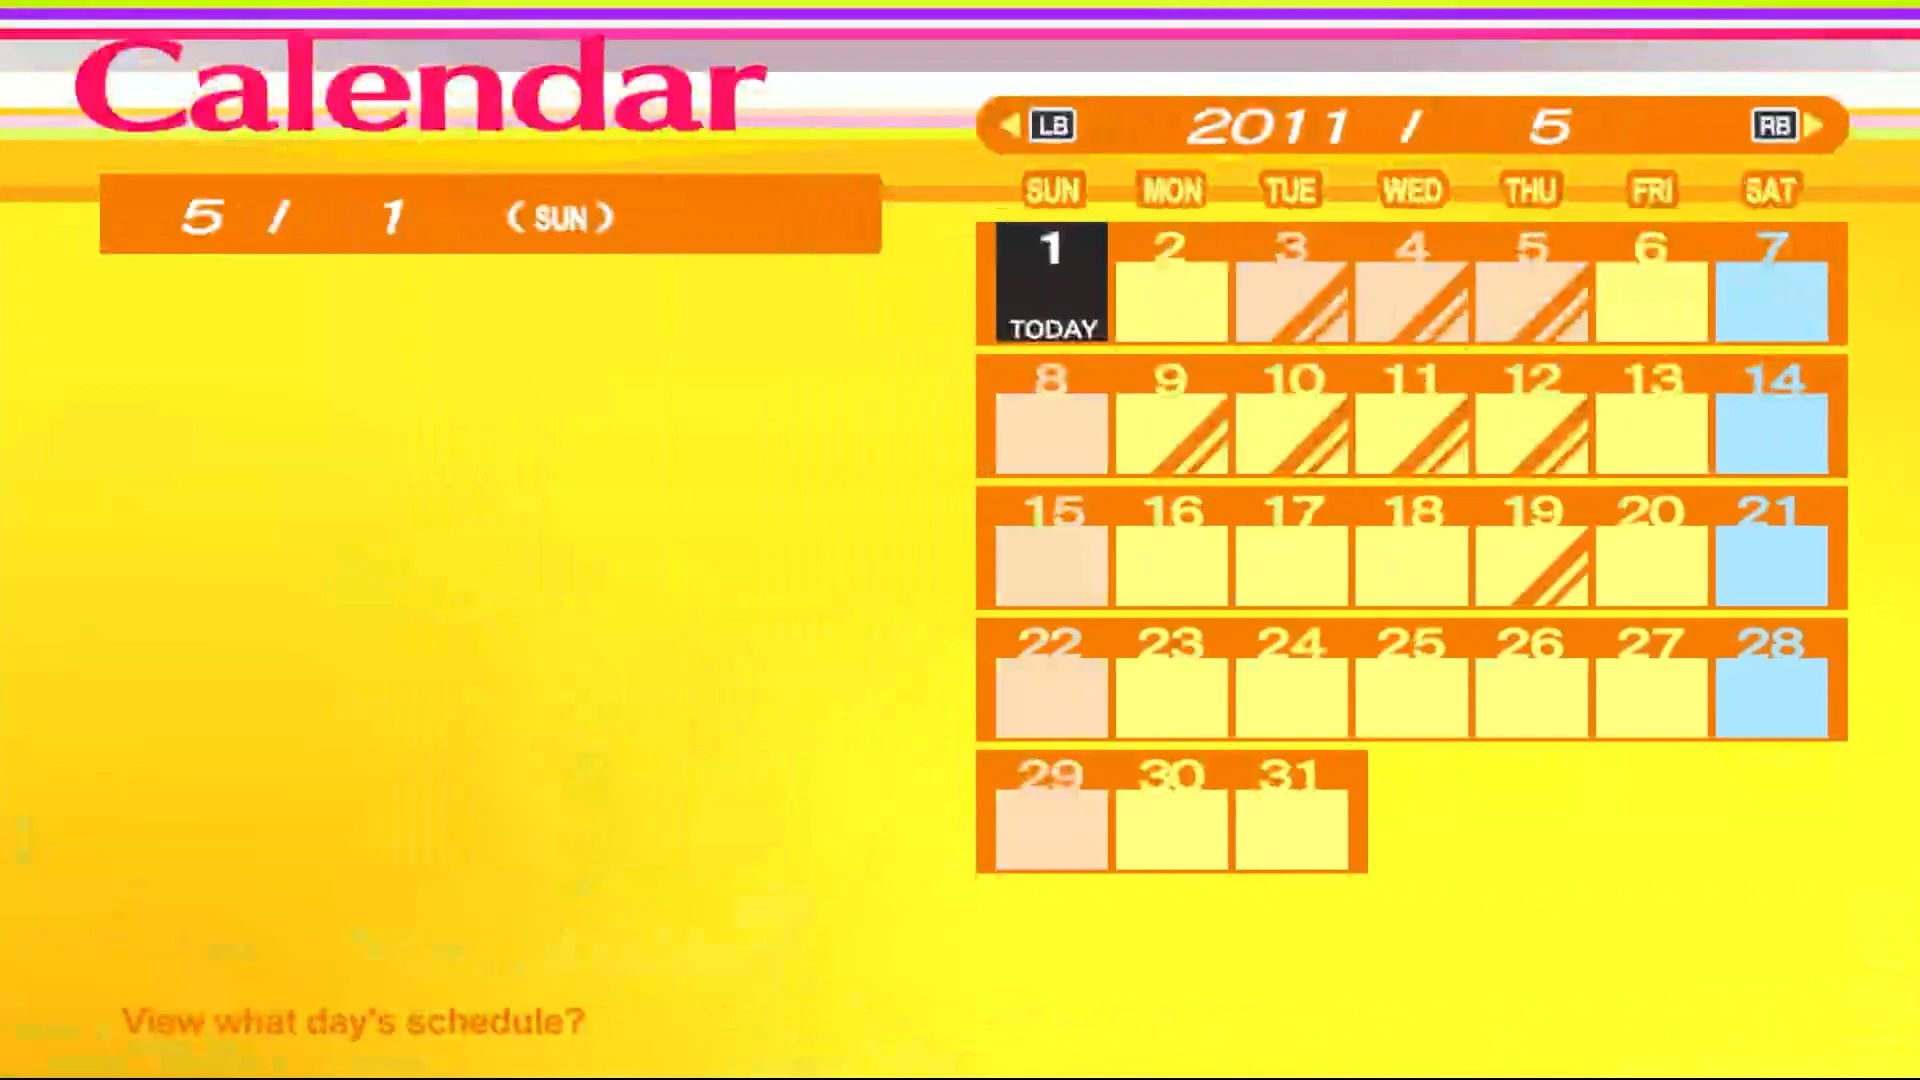 Calendar
LB 2011 / 5 RB
5 / 1 (SUN)
SUN MON TUE WED THU FRI SAT
1 2 3 4 5 6 7
TODAY
8 9 10 11 12 13 14
15 16 17 18 19 20 21
22 23 24 25 26 27 28
29 30 31
View what day's schedule?